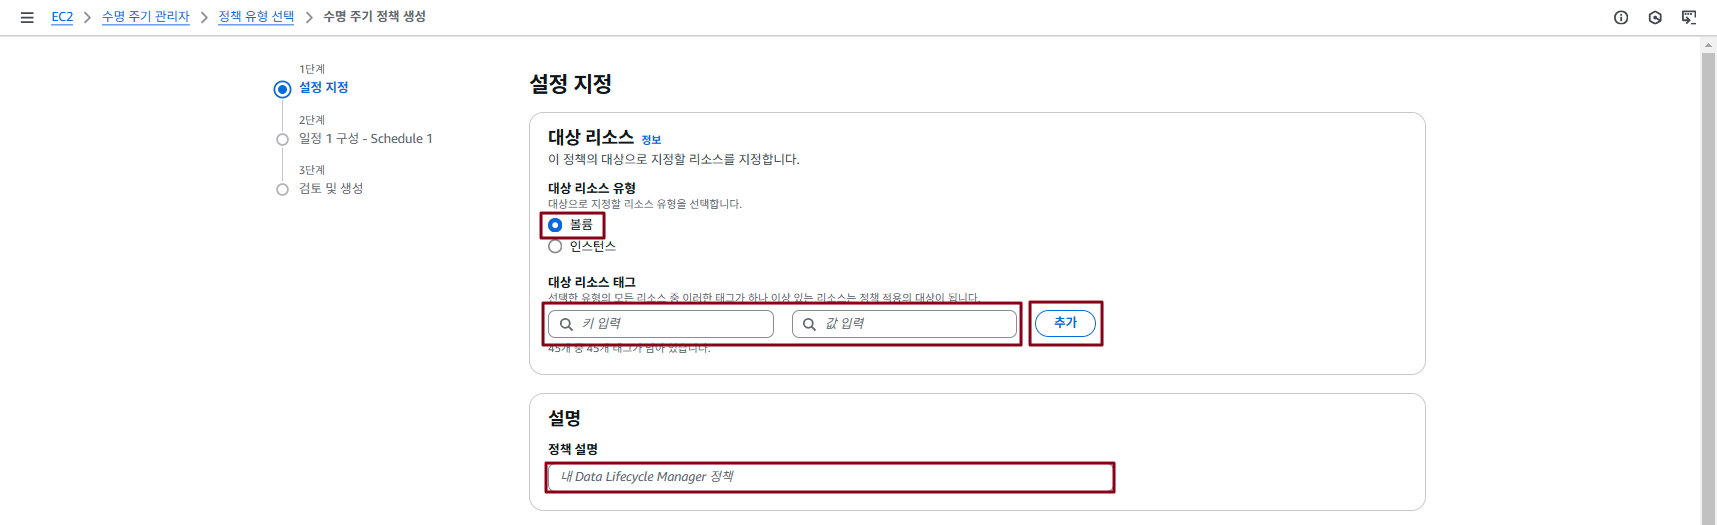 EC2 > 수명 주기 관리자 > 정책 유형 선택 > 수명 주기 정책 생성
1단계
설정 지정
2단계
일정 1 구성 - Schedule 1
3단계
검토 및 생성
설정 지정
대상 리소스 정보
이 정책의 대상으로 지정할 리소스를 지정합니다.
대상 리소스 유형
대상으로 지정할 리소스 유형을 선택합니다.
볼륨
인스턴스
대상 리소스 태그
선택한 유형의 모든 리소스 중 이러한 태그가 하나 이상 있는 리소스는 정책 적용의 대상이 됩니다.
키 입력 값 입력 추가
45개 중 45개 태그가 남아 있습니다.
설명
정책 설명
내 Data Lifecycle Manager 정책